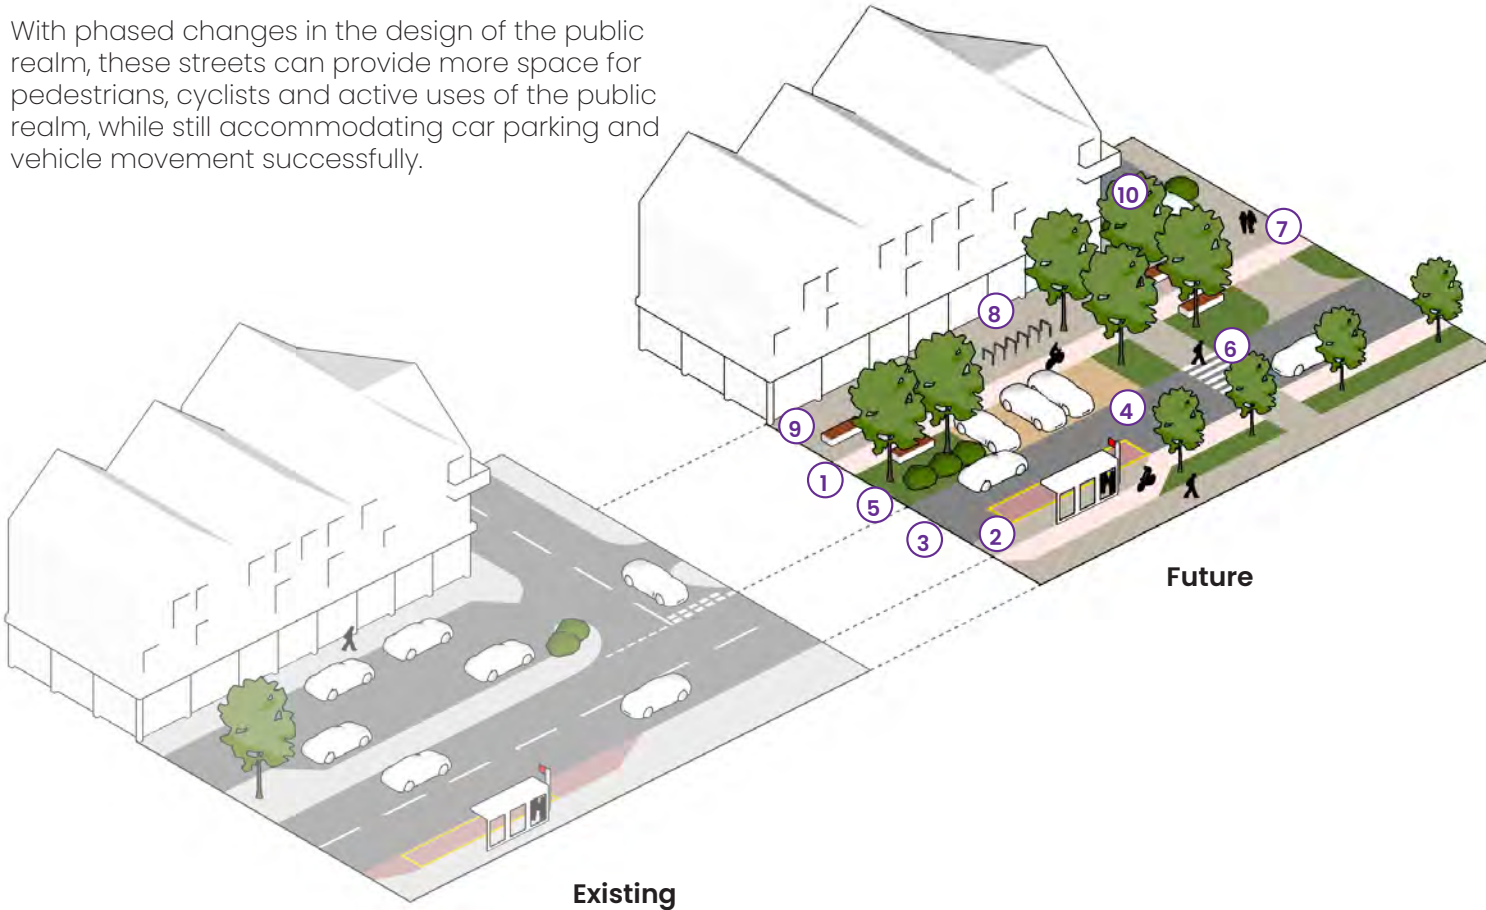 With phased changes in the design of the public
realm, these streets can provide more space for
pedestrians, cyclists and active uses of the public
realm, while still accommodating car parking and
vehicle movement successfully.
10
7
8
6
4
9
1
5
2
3
Future
Existing